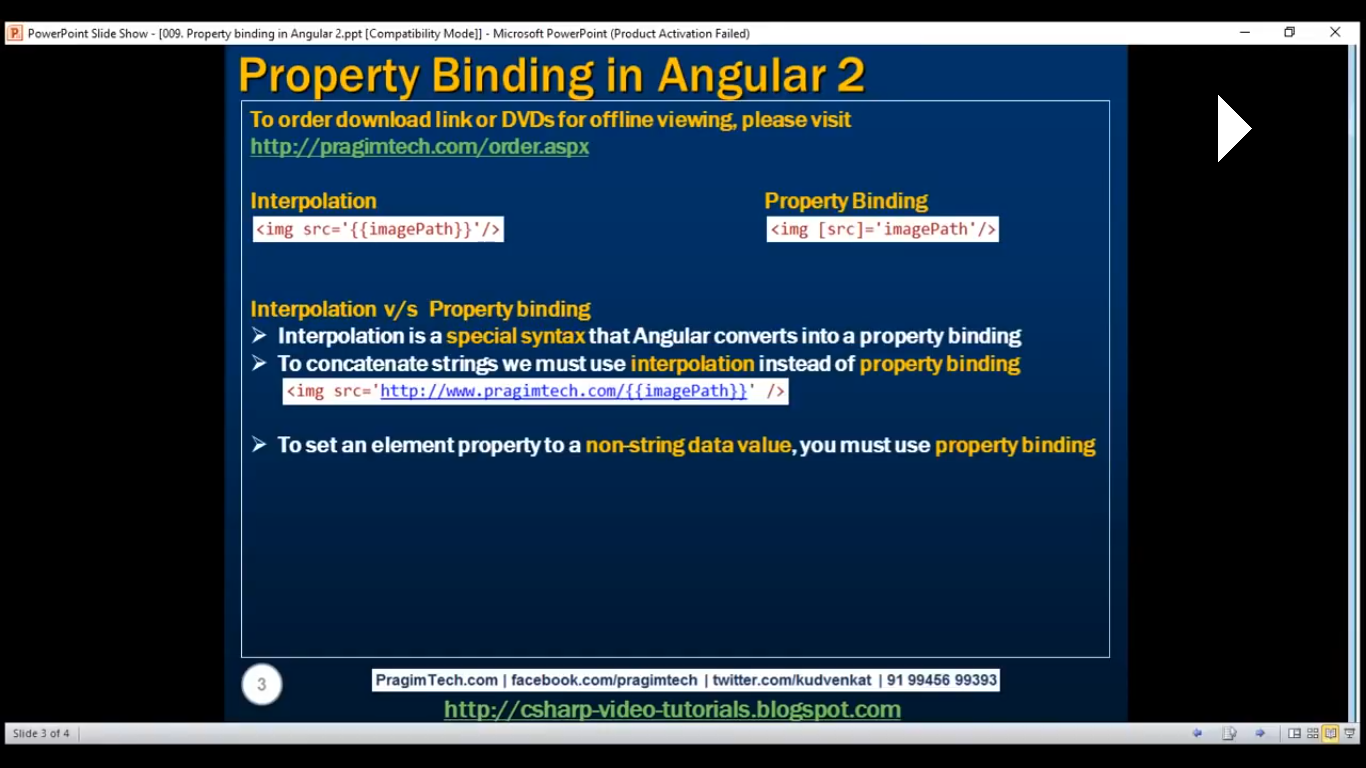 PowerPoint Slide Show - [009. Property binding in Angular 2.ppt [Compatibility Mode]] - Microsoft PowerPoint (Product Activation Failed)
Property Binding in Angular 2
To order download link or DVDs for offline viewing, please visit
http://pragimtech.com/order.aspx
Interpolation
<img src='{{imagePath}}'/>
Property Binding
<img [src]='imagePath'/>
Interpolation v/s Property binding
Interpolation is a special syntax that Angular converts into a property binding
To concatenate strings we must use interpolation instead of property binding
<img src='http://www.pragimtech.com/{{imagePath}}' />
To set an element property to a non-string data value, you must use property binding
3
PragimTech.com | facebook.com/pragimtech | twitter.com/kudvenkat | 91 99456 99393
http://csharp-video-tutorials.blogspot.com
Slide 3 of 4